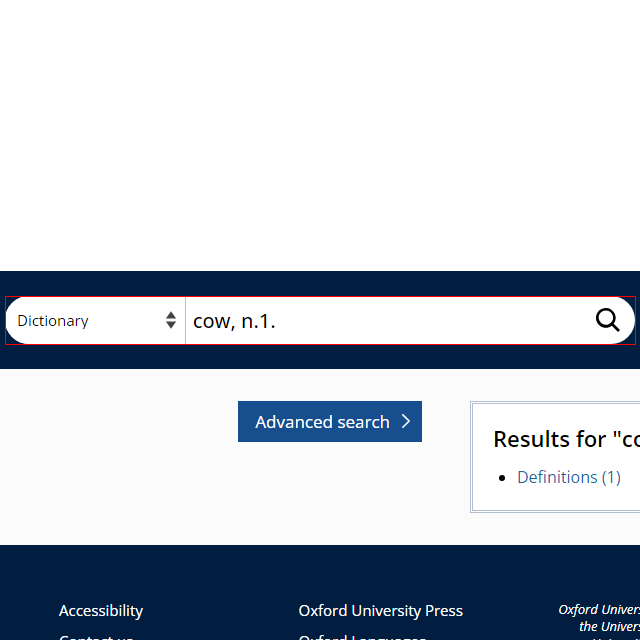 Dictionary
cow, n.1.
Advanced search
Results for "co
Definitions (1)
Accessibility
Oxford University Press
Oxford Univers
the Univers
Contact us
Oxford Languages